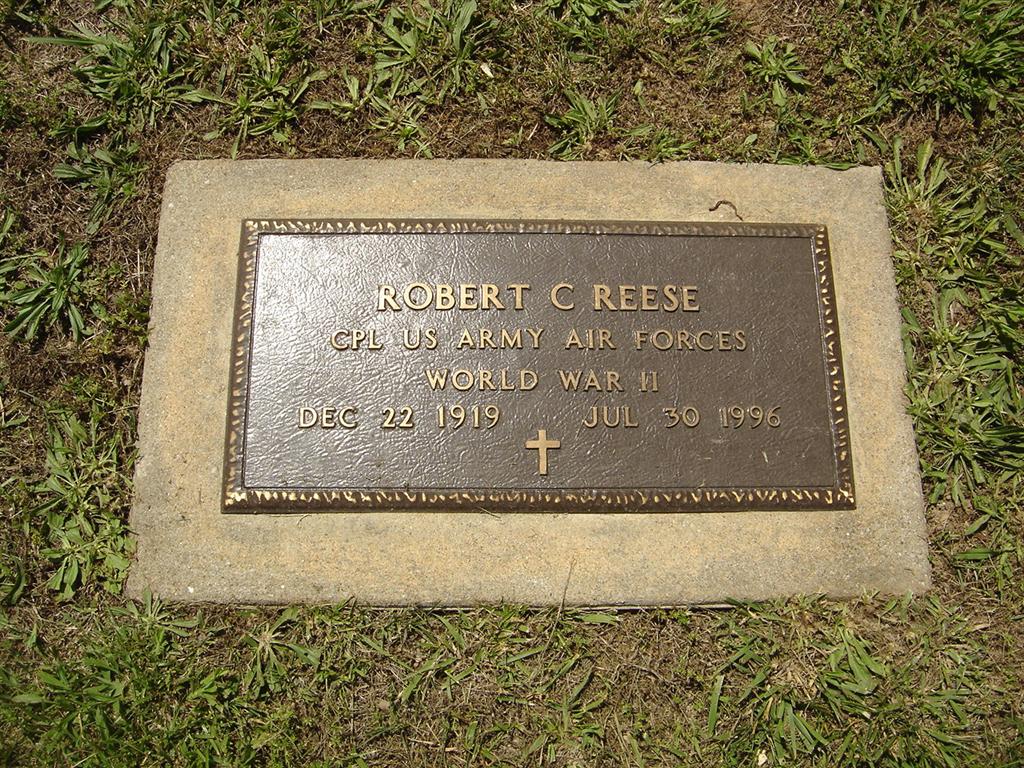 ROBERT C REESE
CPL US ARMY AIR FORCES
WORLD WAR II
DEC 22 1919 JUL 30 1996